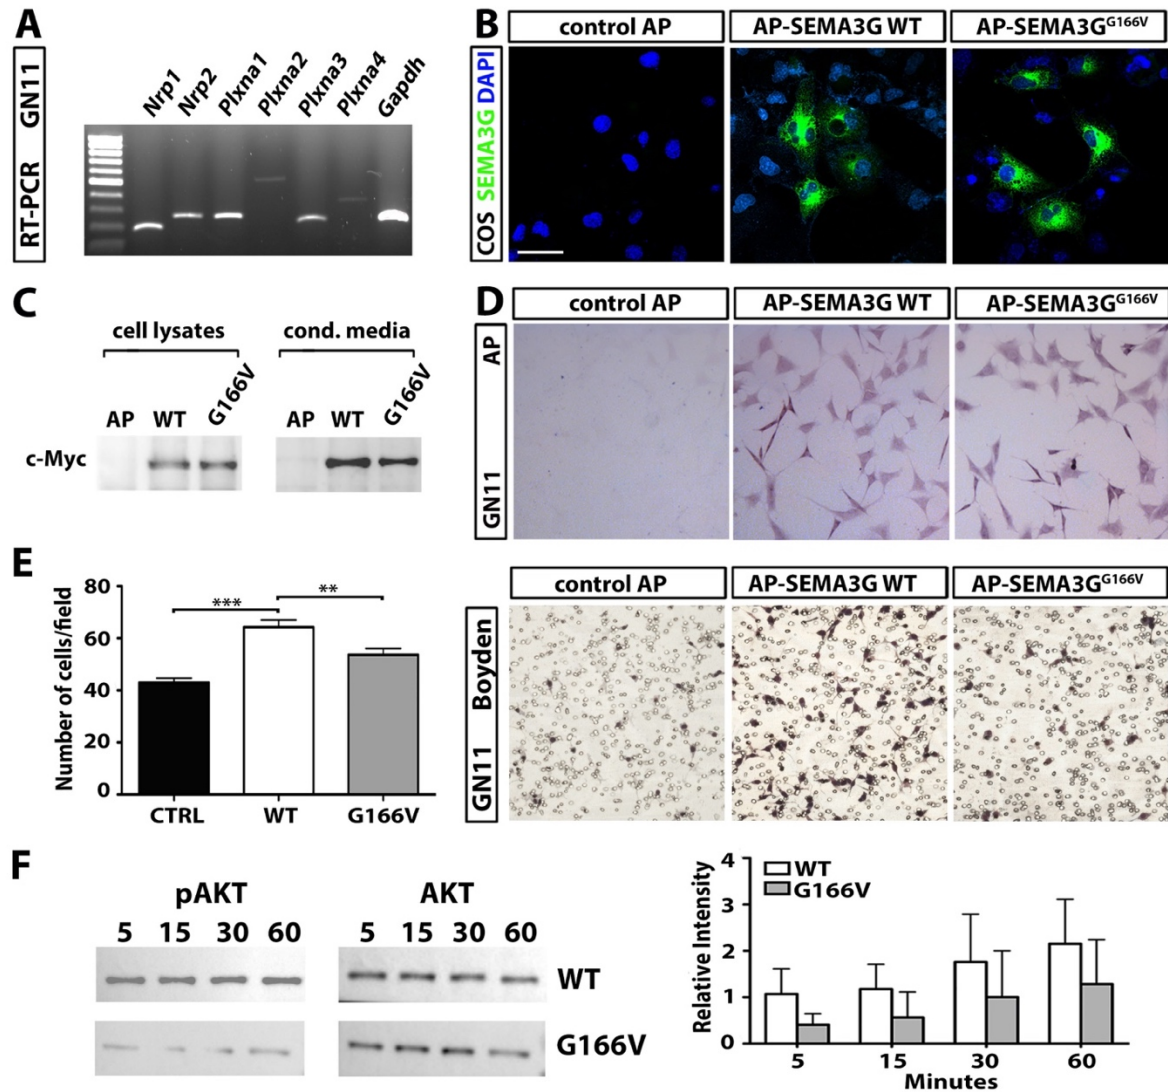 A
RT-PCR GN11
Nrp1 Nrp2 Plxna1 Plxna2 Plxna3 Plxna4 Gapdh
B
control AP AP-SEMA3G WT AP-SEMA3G^G166V
COS SEMA3G DAPI
C
cell lysates cond. media
AP WT G166V AP WT G166V
c-Myc
D
control AP AP-SEMA3G WT AP-SEMA3G^G166V
GN11 AP
E
Number of cells/field
80
60
40
20
0
*** **
CTRL WT G166V
control AP AP-SEMA3G WT AP-SEMA3G^G166V
GN11 Boyden
F
pAKT AKT
5 15 30 60 5 15 30 60
WT
G166V
Relative Intensity
4
3
2
1
0
WT
G166V
5 15 30 60
Minutes